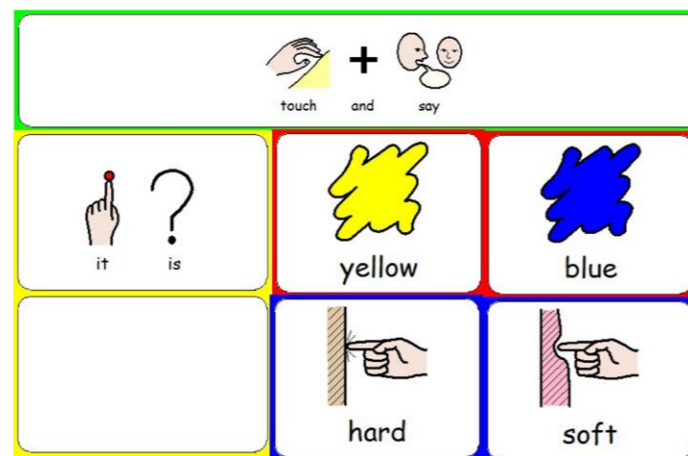 touch and say
it is
yellow
blue
hard
soft